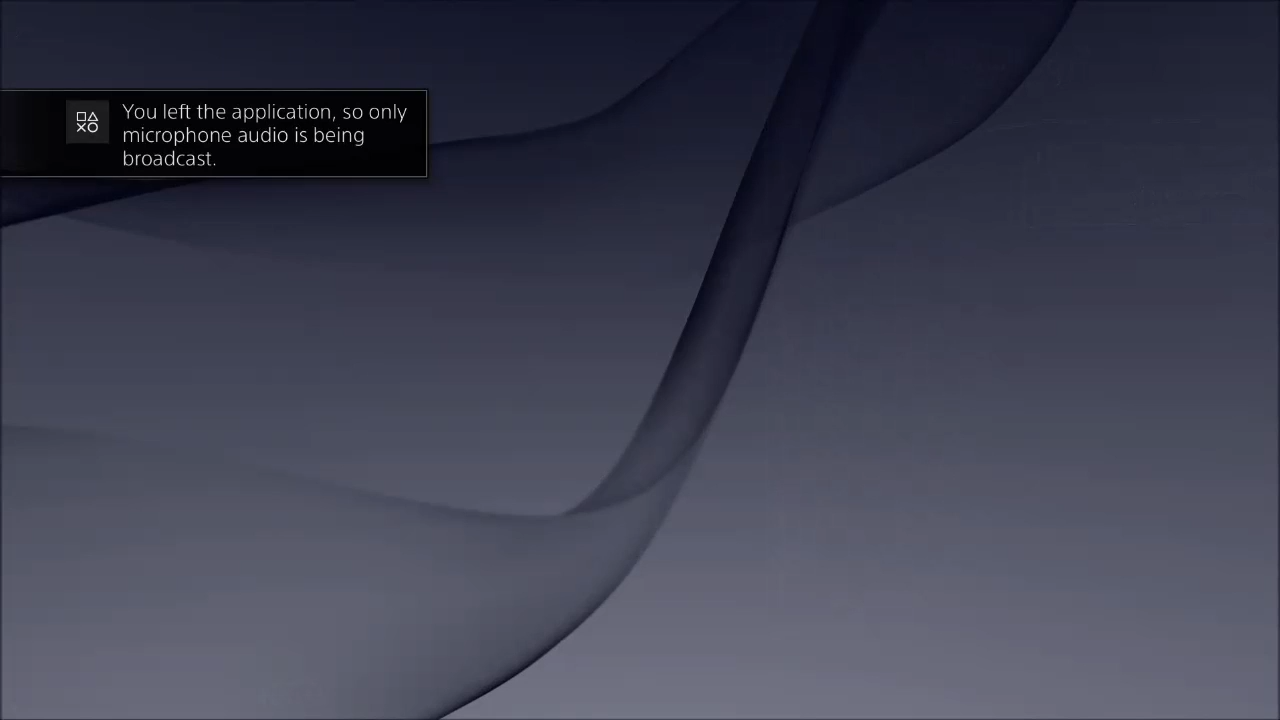 You left the application, so only
microphone audio is being
broadcast.